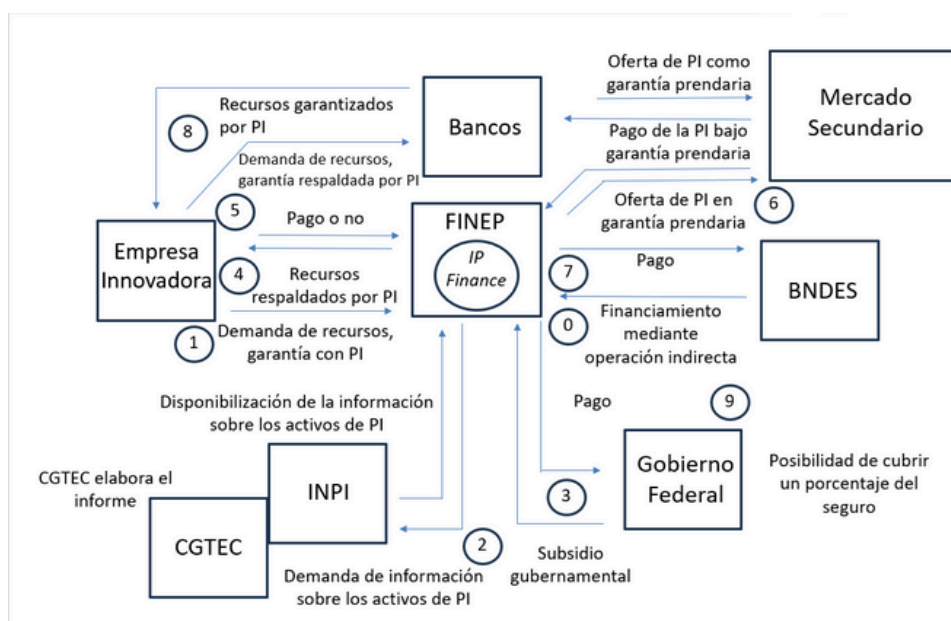 Oferta de PI como
garantía prendaria
Mercado
Secundario
Recursos garantizados
por PI
8
Bancos
Pago de la PI bajo
garantía prendaria
Demanda de recursos,
garantía respaldada por PI
5
Pago o no
FINEP
IP
Finance
Oferta de PI en
garantía prendaria
6
Empresa
Innovadora
4
Recursos
respaldados por PI
7
Pago
BNDES
1
Demanda de recursos,
garantía con PI
0
Financiamiento
mediante
operación indirecta
Disponibilización de la información
sobre los activos de PI
Pago
9
CGTEC elabora el
informe
INPI
Gobierno
Federal
Posibilidad de cubrir
un porcentaje del
seguro
3
CGTEC
2
Demanda de información
sobre los activos de PI
Subsidio
gubernamental